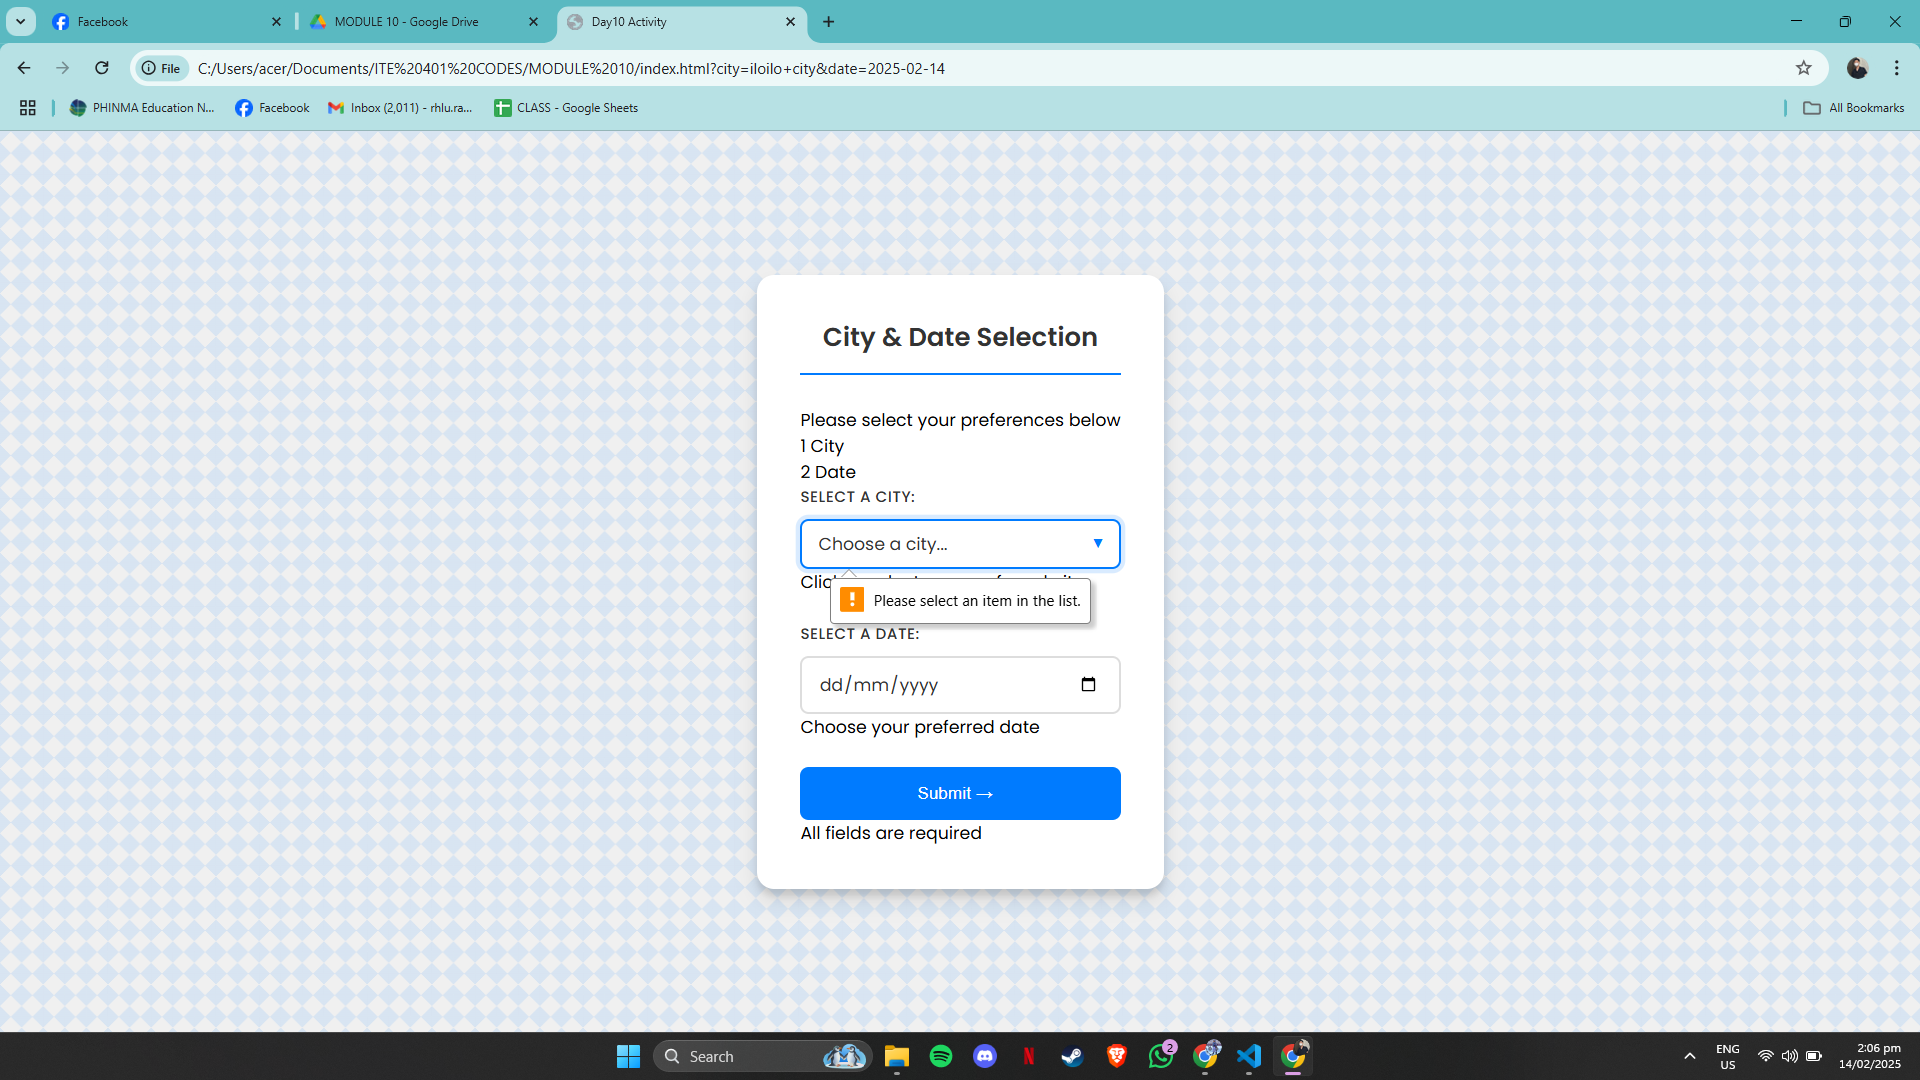 Facebook
MODULE 10 - Google Drive
Day10 Activity
File
C:/Users/acer/Documents/ITE%20401%20CODES/MODULE%2010/index.html?city=iloilo+city&date=2025-02-14
PHINMA Education N...
Facebook
Inbox (2,011) - rhlu.ra...
CLASS - Google Sheets
All Bookmarks
City & Date Selection
Please select your preferences below
1 City
2 Date
SELECT A CITY:
Choose a city...
Please select an item in the list.
SELECT A DATE:
dd/mm/yyyy
Choose your preferred date
Submit →
All fields are required
Search
2
ENG
US
2:06 pm
14/02/2025